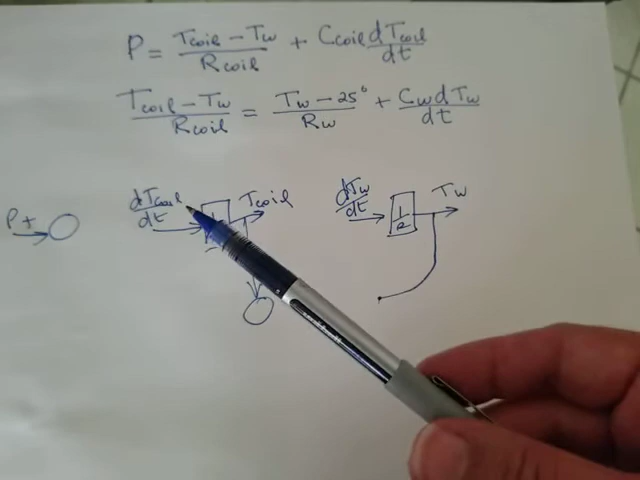 P = Tcoil - Tw / Rcoil + Ccoil dTcoil / dt
Tcoil - Tw / Rcoil = Tw - 25° / Rw + Cw dTw / dt
P +
dTcoil / dt
Tcoil
dTw / dt
1 / s
Tw